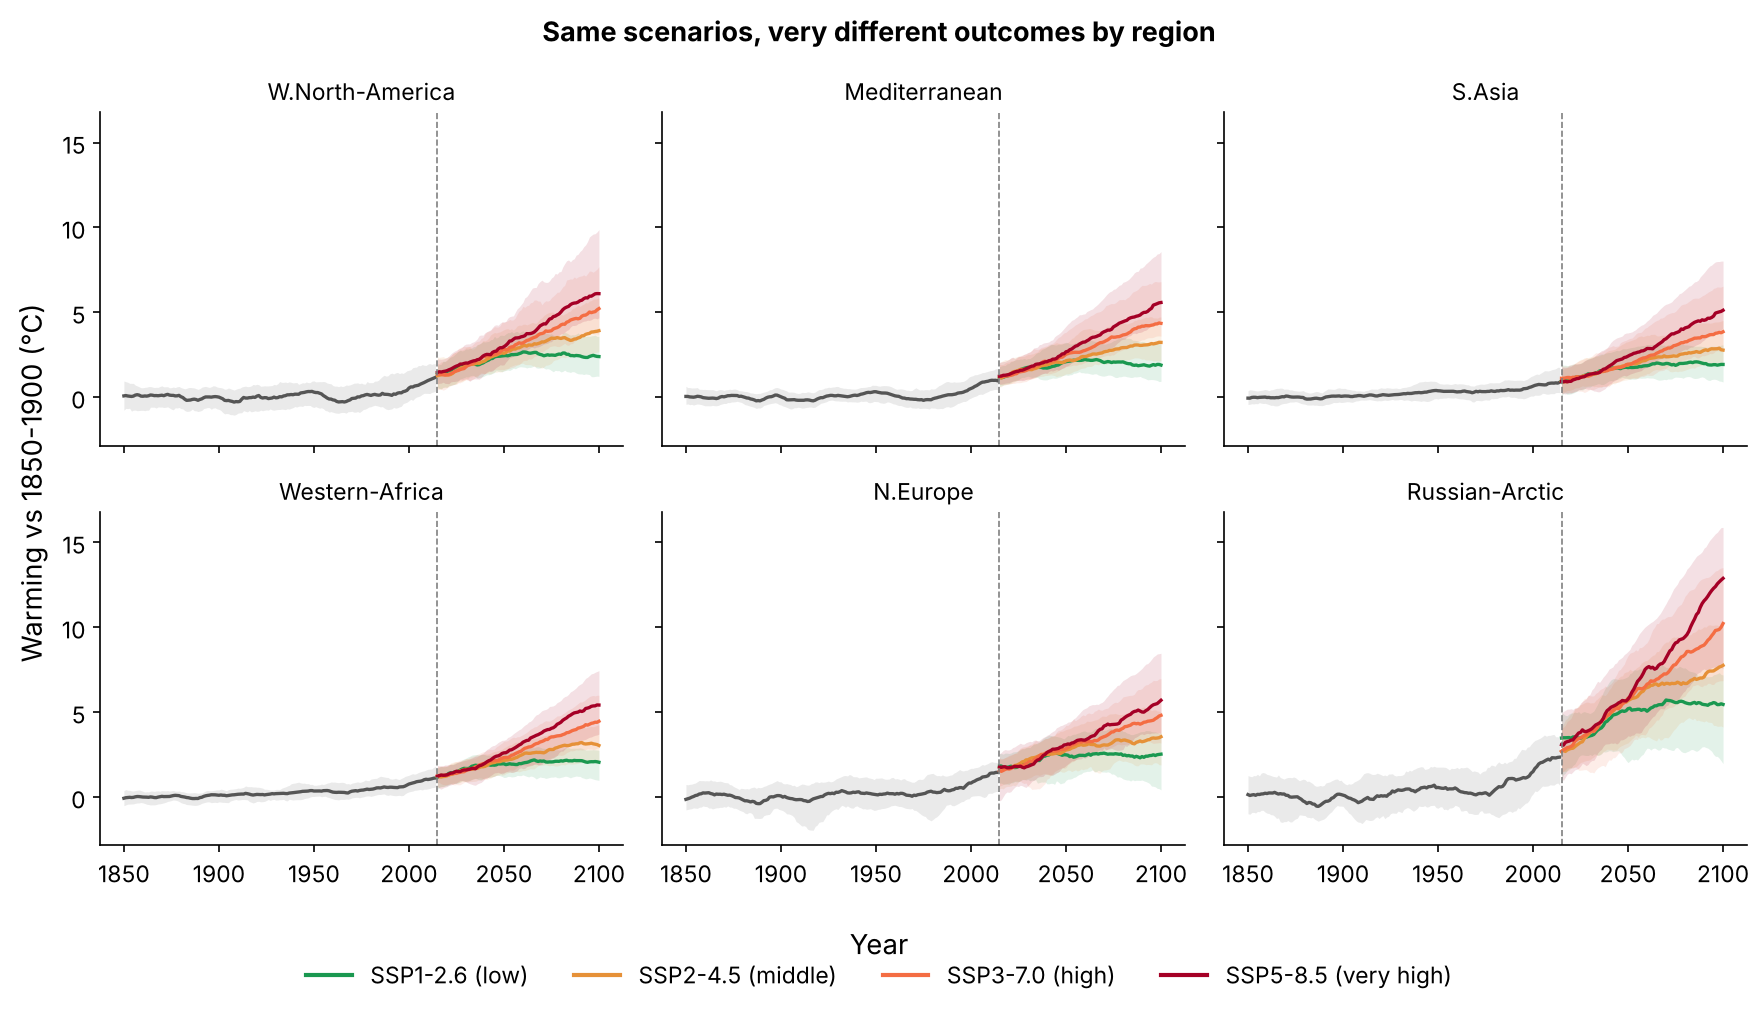 Same scenarios, very different outcomes by region
W.North-America
Mediterranean
S.Asia
15
10
5
0
Warming vs 1850-1900 (°C)
Western-Africa
N.Europe
Russian-Arctic
15
10
5
0
1850 1900 1950 2000 2050 2100
1850 1900 1950 2000 2050 2100
1850 1900 1950 2000 2050 2100
Year
SSP1-2.6 (low)
SSP2-4.5 (middle)
SSP3-7.0 (high)
SSP5-8.5 (very high)